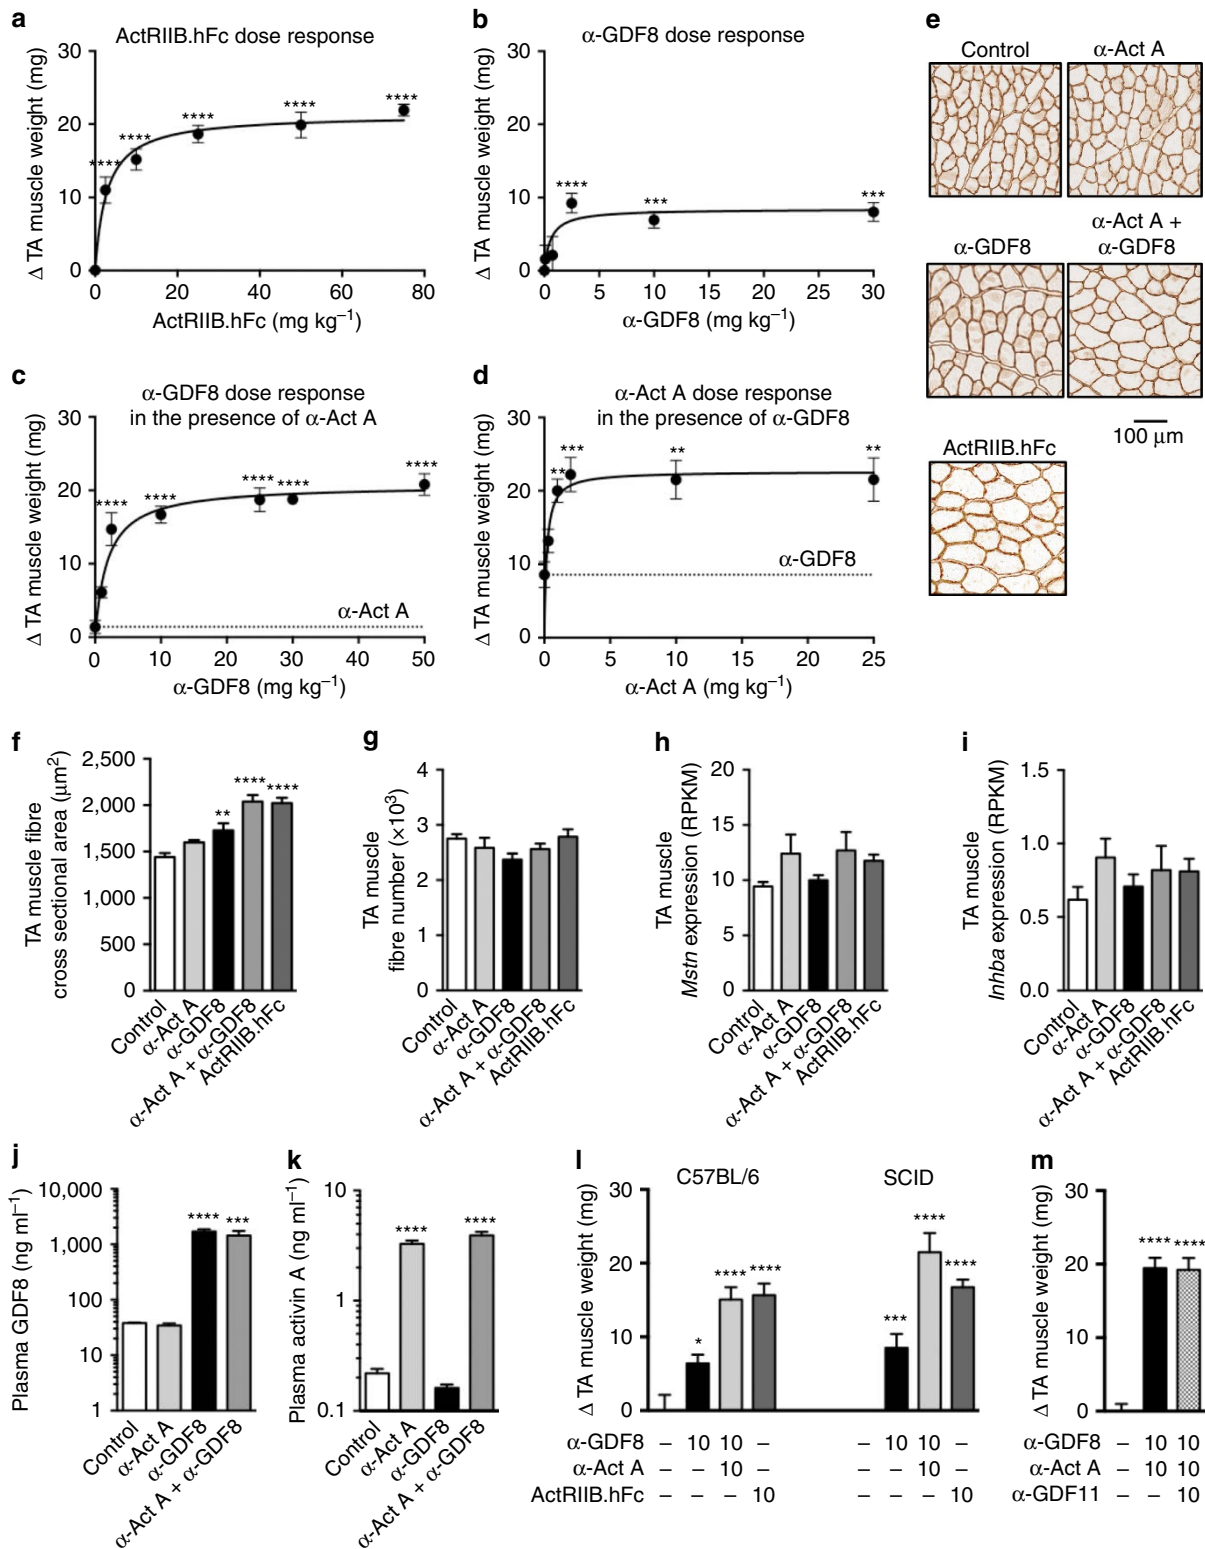 a
ActRIIB.hFc dose response
Δ TA muscle weight (mg)
30
20
10
0
****
****
****
****
****
0 20 40 60 80
ActRIIB.hFc (mg kg–1)
b
α-GDF8 dose response
Δ TA muscle weight (mg)
30
20
10
0
****
***
***
0 5 10 15 20 25 30
α-GDF8 (mg kg–1)
c
α-GDF8 dose response
in the presence of α-Act A
Δ TA muscle weight (mg)
30
20
10
0
****
****
****
****
****
α-Act A
0 10 20 30 40 50
α-GDF8 (mg kg–1)
d
α-Act A dose response
in the presence of α-GDF8
Δ TA muscle weight (mg)
30
20
10
0
**
***
**
**
α-GDF8
0 5 10 15 20 25
α-Act A (mg kg–1)
e
Control
α-Act A
α-GDF8
α-Act A +
α-GDF8
100 μm
ActRIIB.hFc
f
TA muscle fibre
cross sectional area (μm2)
2,500
2,000
1,500
1,000
500
0
**
****
****
Control
α-Act A
α-GDF8
α-Act A + α-GDF8
ActRIIB.hFc
g
TA muscle
fibre number (×103)
4
3
2
1
0
Control
α-Act A
α-GDF8
α-Act A + α-GDF8
ActRIIB.hFc
h
TA muscle
Mstn expression (RPKM)
20
15
10
5
0
Control
α-Act A
α-GDF8
α-Act A + α-GDF8
ActRIIB.hFc
i
TA muscle
Inhba expression (RPKM)
1.5
1.0
0.5
0.0
Control
α-Act A
α-GDF8
α-Act A + α-GDF8
ActRIIB.hFc
j
Plasma GDF8 (ng ml–1)
10,000
1,000
100
10
1
****
***
Control
α-Act A
α-GDF8
α-Act A + α-GDF8
k
Plasma activin A (ng ml–1)
10
1
0.1
****
****
Control
α-Act A
α-GDF8
α-Act A + α-GDF8
l
C57BL/6
SCID
Δ TA muscle weight (mg)
30
20
10
0
*
****
****
***
****
****
α-GDF8 – 10 10 – – 10 10 –
α-Act A – – 10 – – – 10 –
ActRIIB.hFc – – – 10 – – – 10
m
Δ TA muscle weight (mg)
30
20
10
0
****
****
α-GDF8 – 10 10
α-Act A – 10 10
α-GDF11 – – 10